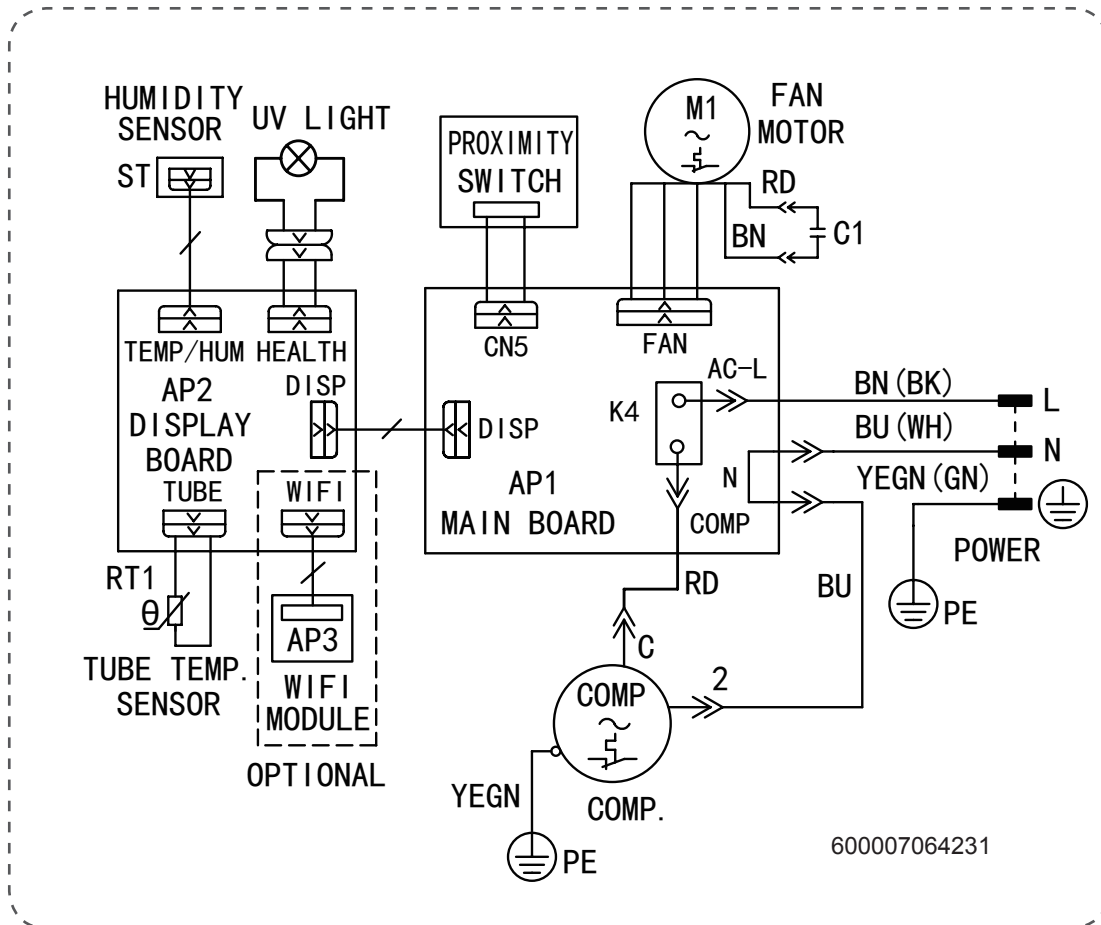 HUMIDITY
SENSOR
ST
UV LIGHT
PROXIMITY
SWITCH
M1
FAN
MOTOR
RD
BN
C1
TEMP/HUM
HEALTH
CN5
FAN
AP2
DISPLAY
BOARD
DISP
DISP
TUBE
WIFI
AP1
MAIN BOARD
K4
AC-L
N
COMP
BN(BK)
L
BU(WH)
N
YEGN(GN)
POWER
PE
RT1
θ
TUBE TEMP.
SENSOR
AP3
WIFI
MODULE
OPTIONAL
RD
BU
C
2
COMP
YEGN
COMP.
PE
600007064231